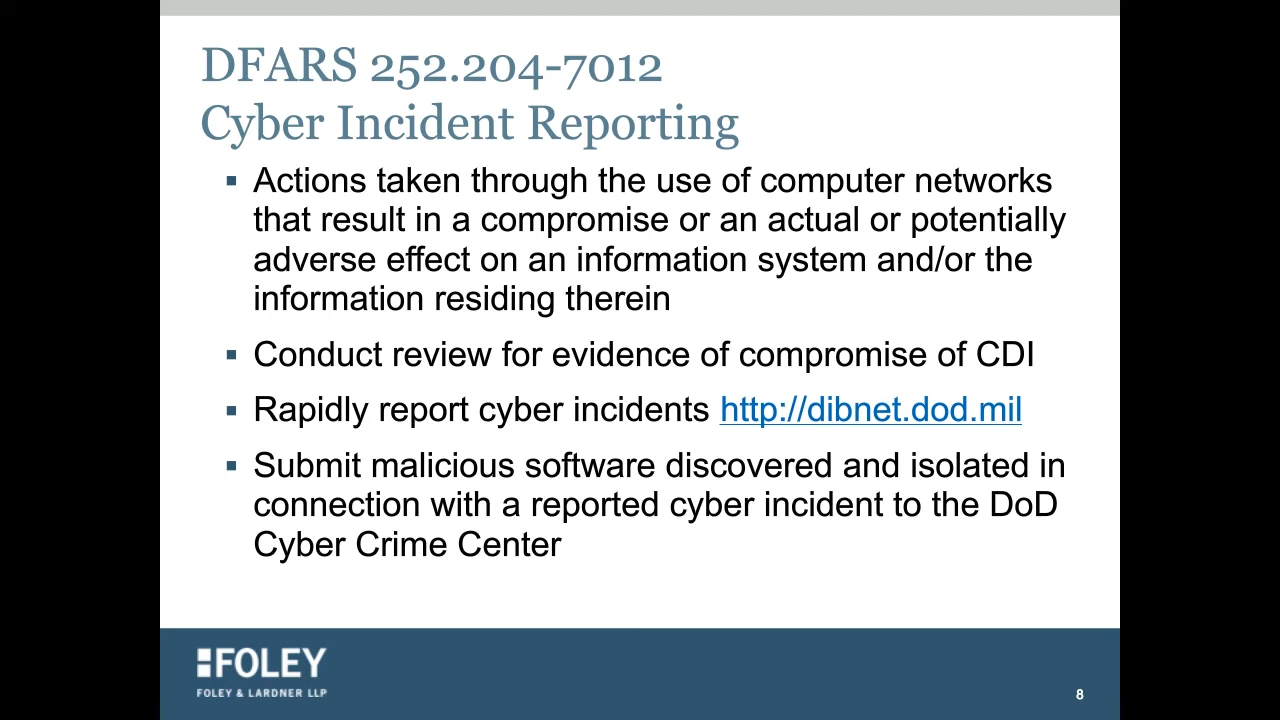 DFARS 252.204-7012
Cyber Incident Reporting
▪ Actions taken through the use of computer networks
that result in a compromise or an actual or potentially
adverse effect on an information system and/or the
information residing therein
▪ Conduct review for evidence of compromise of CDI
▪ Rapidly report cyber incidents http://dibnet.dod.mil
▪ Submit malicious software discovered and isolated in
connection with a reported cyber incident to the DoD
Cyber Crime Center
FOLEY
FOLEY & LARDNER LLP
8